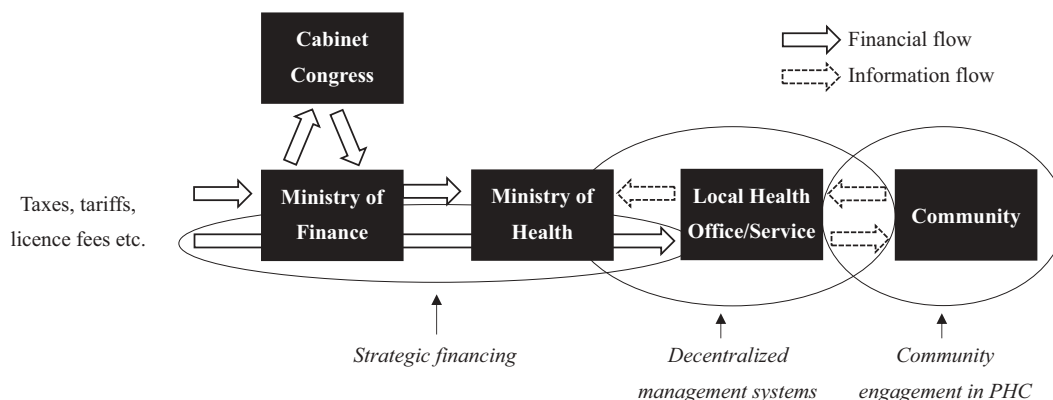 Cabinet
Congress
Financial flow
Information flow
Taxes, tariffs,
licence fees etc.
Ministry of
Finance
Ministry of
Health
Local Health
Office/Service
Community
Strategic financing
Decentralized
management systems
Community
engagement in PHC